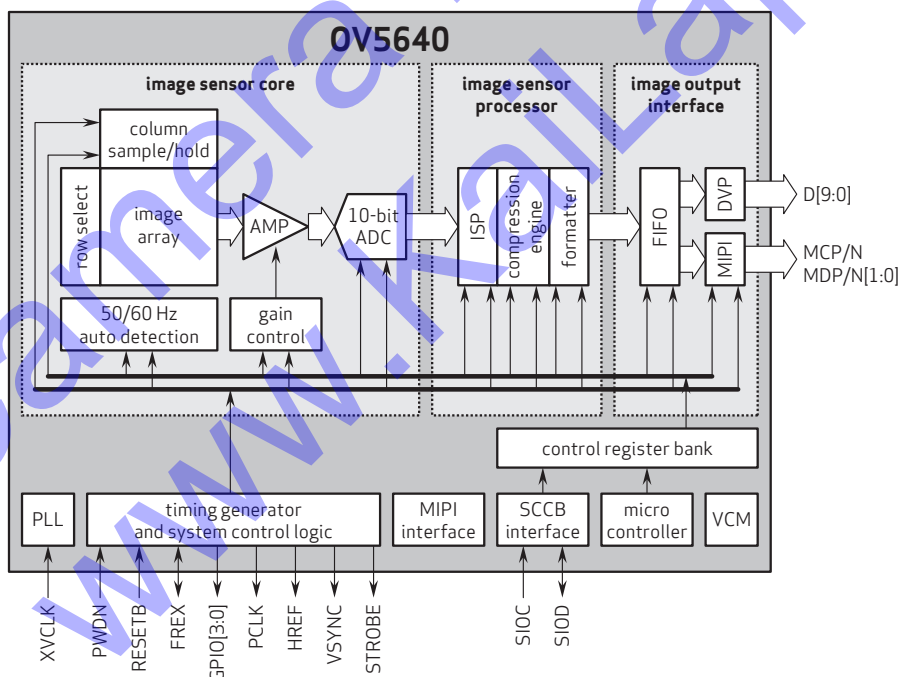 OV5640
image sensor core
image sensor
processor
image output
interface
column
sample/hold
row select
image
array
AMP
10-bit
ADC
ISP
compression
engine
formatter
FIFO
DVP
MIPI
D[9:0]
MCP/N
MDP/N[1:0]
50/60 Hz
auto detection
gain
control
control register bank
PLL
timing generator
and system control logic
MIPI
interface
SCCB
interface
micro
controller
VCM
XVCLK
PWDN
RESETB
FREX
GPIO[3:0]
PCLK
HREF
VSYNC
STROBE
SIOC
SIOD